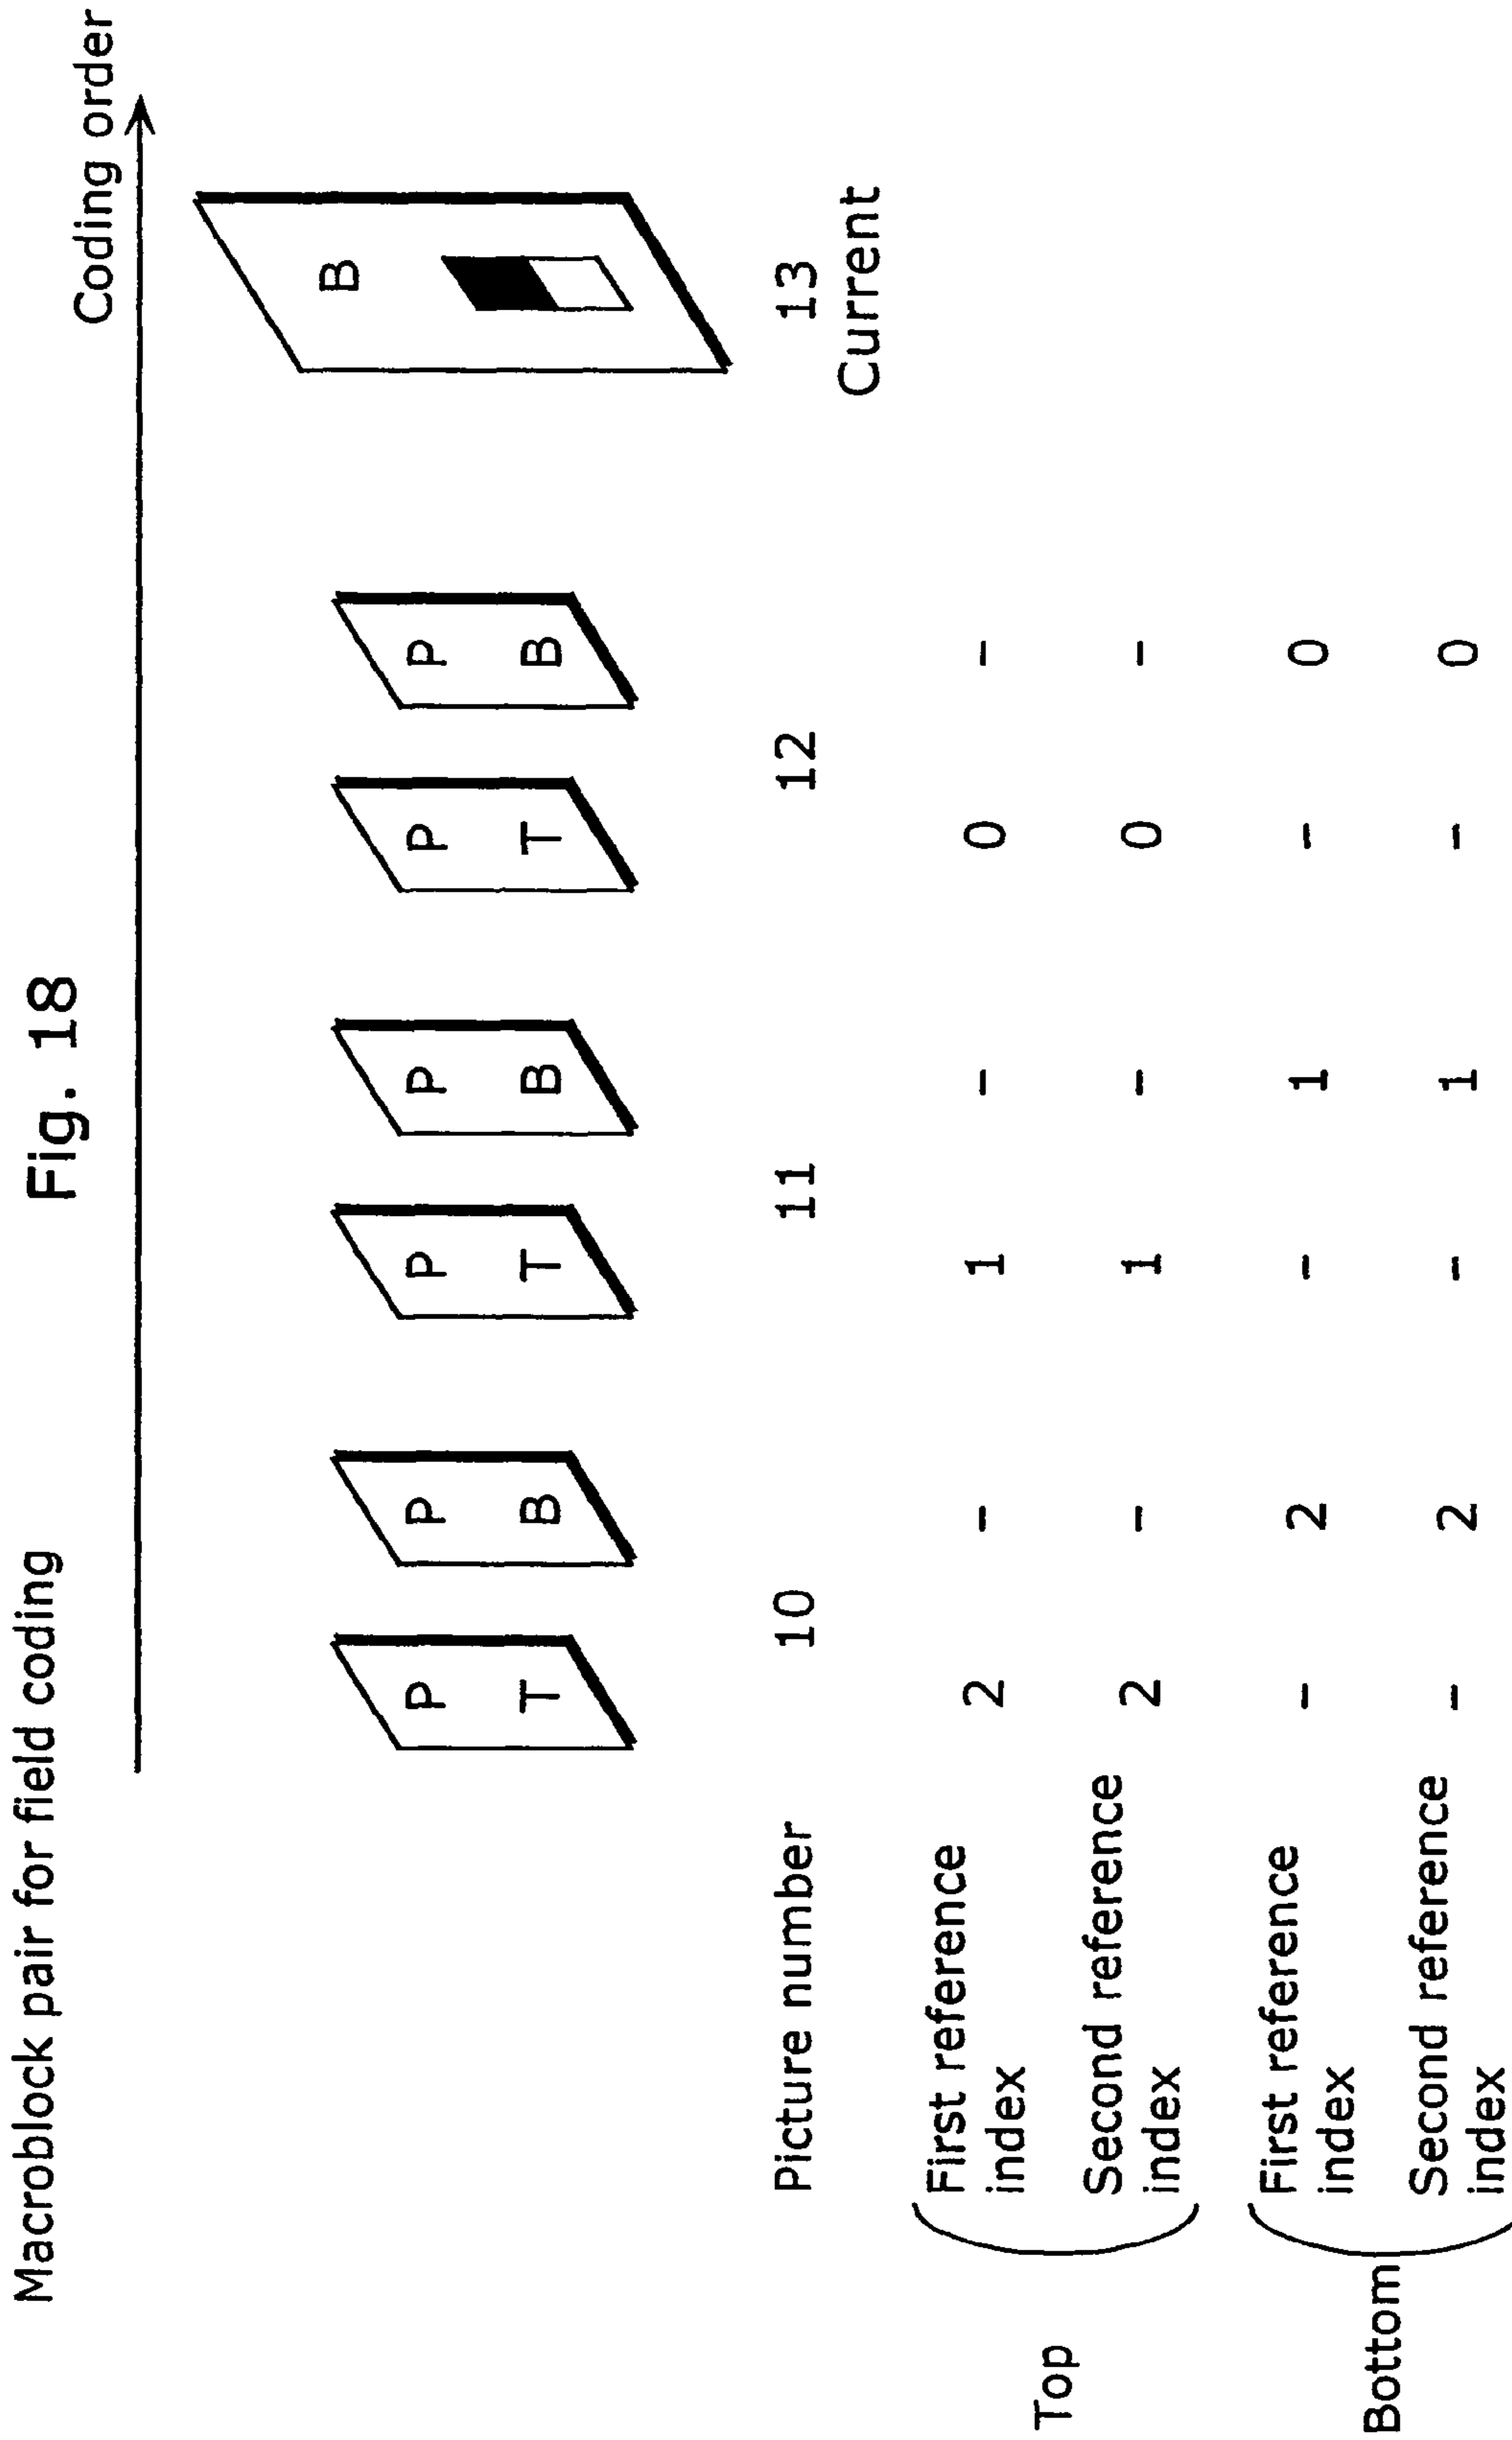 Fig. 18
Macroblock pair for field coding
Coding order
P P P P P P B
T B T B T B
Picture number 10 11 12 13
Current
Top
First reference index 2 - 1 - 0 -
Second reference index 2 - 1 - 0 -
Bottom
First reference index - 2 - 1 - 0
Second reference index - 2 - 1 - 0